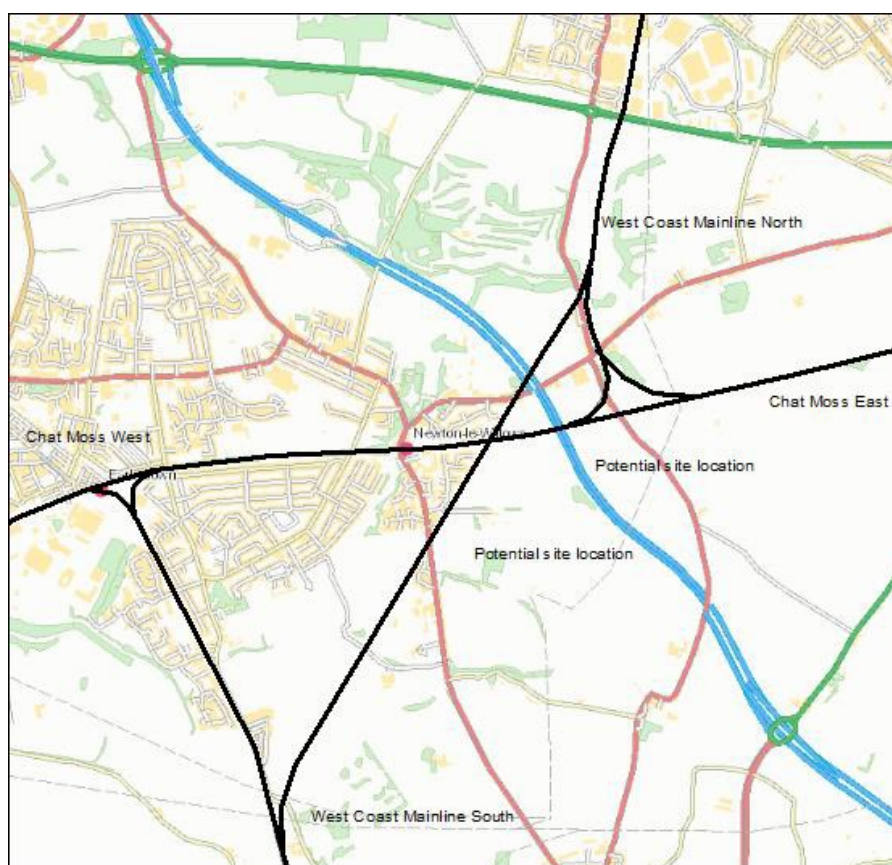 West Coast Mainline North
Chat Moss East
Chat Moss West
Newton-le-Willows
Potential site location
Potential site location
West Coast Mainline South